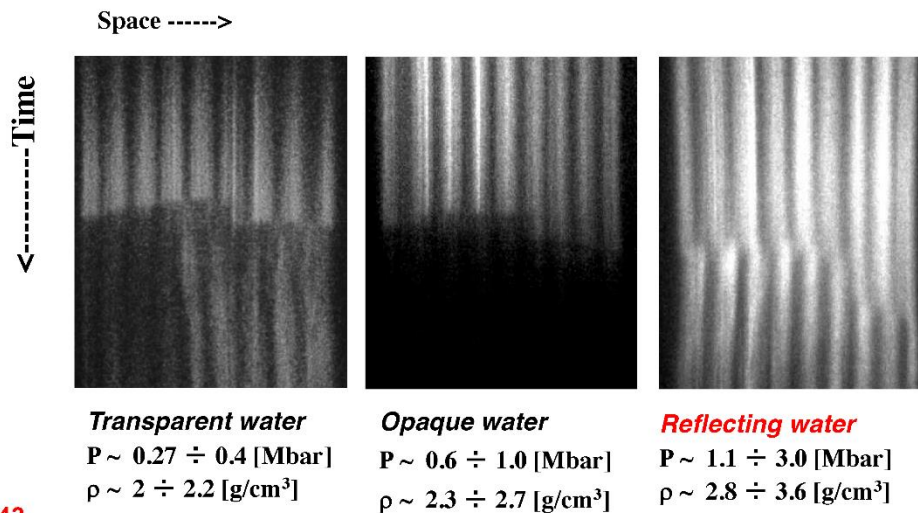 Space ------>
<---------Time
Transparent water
P ~ 0.27 ÷ 0.4 [Mbar]
ρ ~ 2 ÷ 2.2 [g/cm³]
Opaque water
P ~ 0.6 ÷ 1.0 [Mbar]
ρ ~ 2.3 ÷ 2.7 [g/cm³]
Reflecting water
P ~ 1.1 ÷ 3.0 [Mbar]
ρ ~ 2.8 ÷ 3.6 [g/cm³]